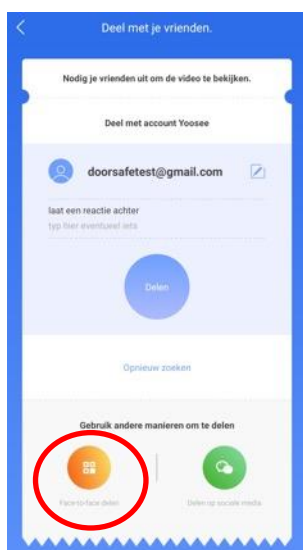 Deel met je vrienden.
Nodig je vrienden uit om de video te bekijken.
Deel met account Yoosee
doorsafetest@gmail.com
laat een reactie achter
typ hier eventueel iets
Delen
Opnieuw zoeken
Gebruik andere manieren om te delen
Face-to-face delen
Delen op sociale media